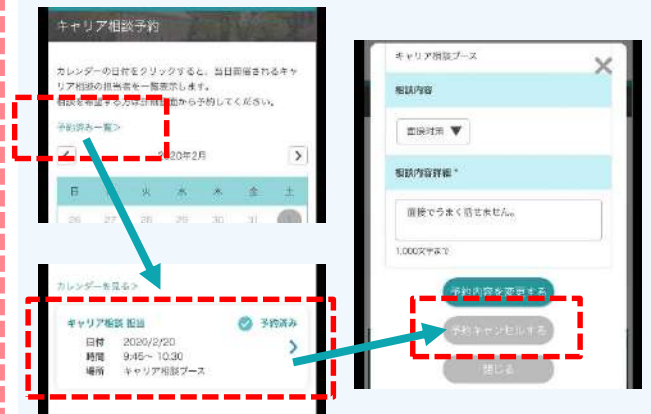 キャリア相談予約
カレンダーの日付をクリックすると、当日開催されるキャ
リア相談の担当者を一覧表示します。
相談を希望する方は詳細画面から予約してください。
予約済み一覧>
2020年2月
日 火 水 木 金 土
26 27 28 29 30 31 1
カレンダーを見る>
キャリア相談 担当
予約済み
日付 2020/2/20
時間 9:45~ 10:30
場所 キャリア相談ブース
キャリア相談ブース
相談内容
面接対策 ▼
相談内容詳細 *
面接でうまく話せません。
1,000文字まで
予約内容を変更する
予約キャンセルする
閉じる